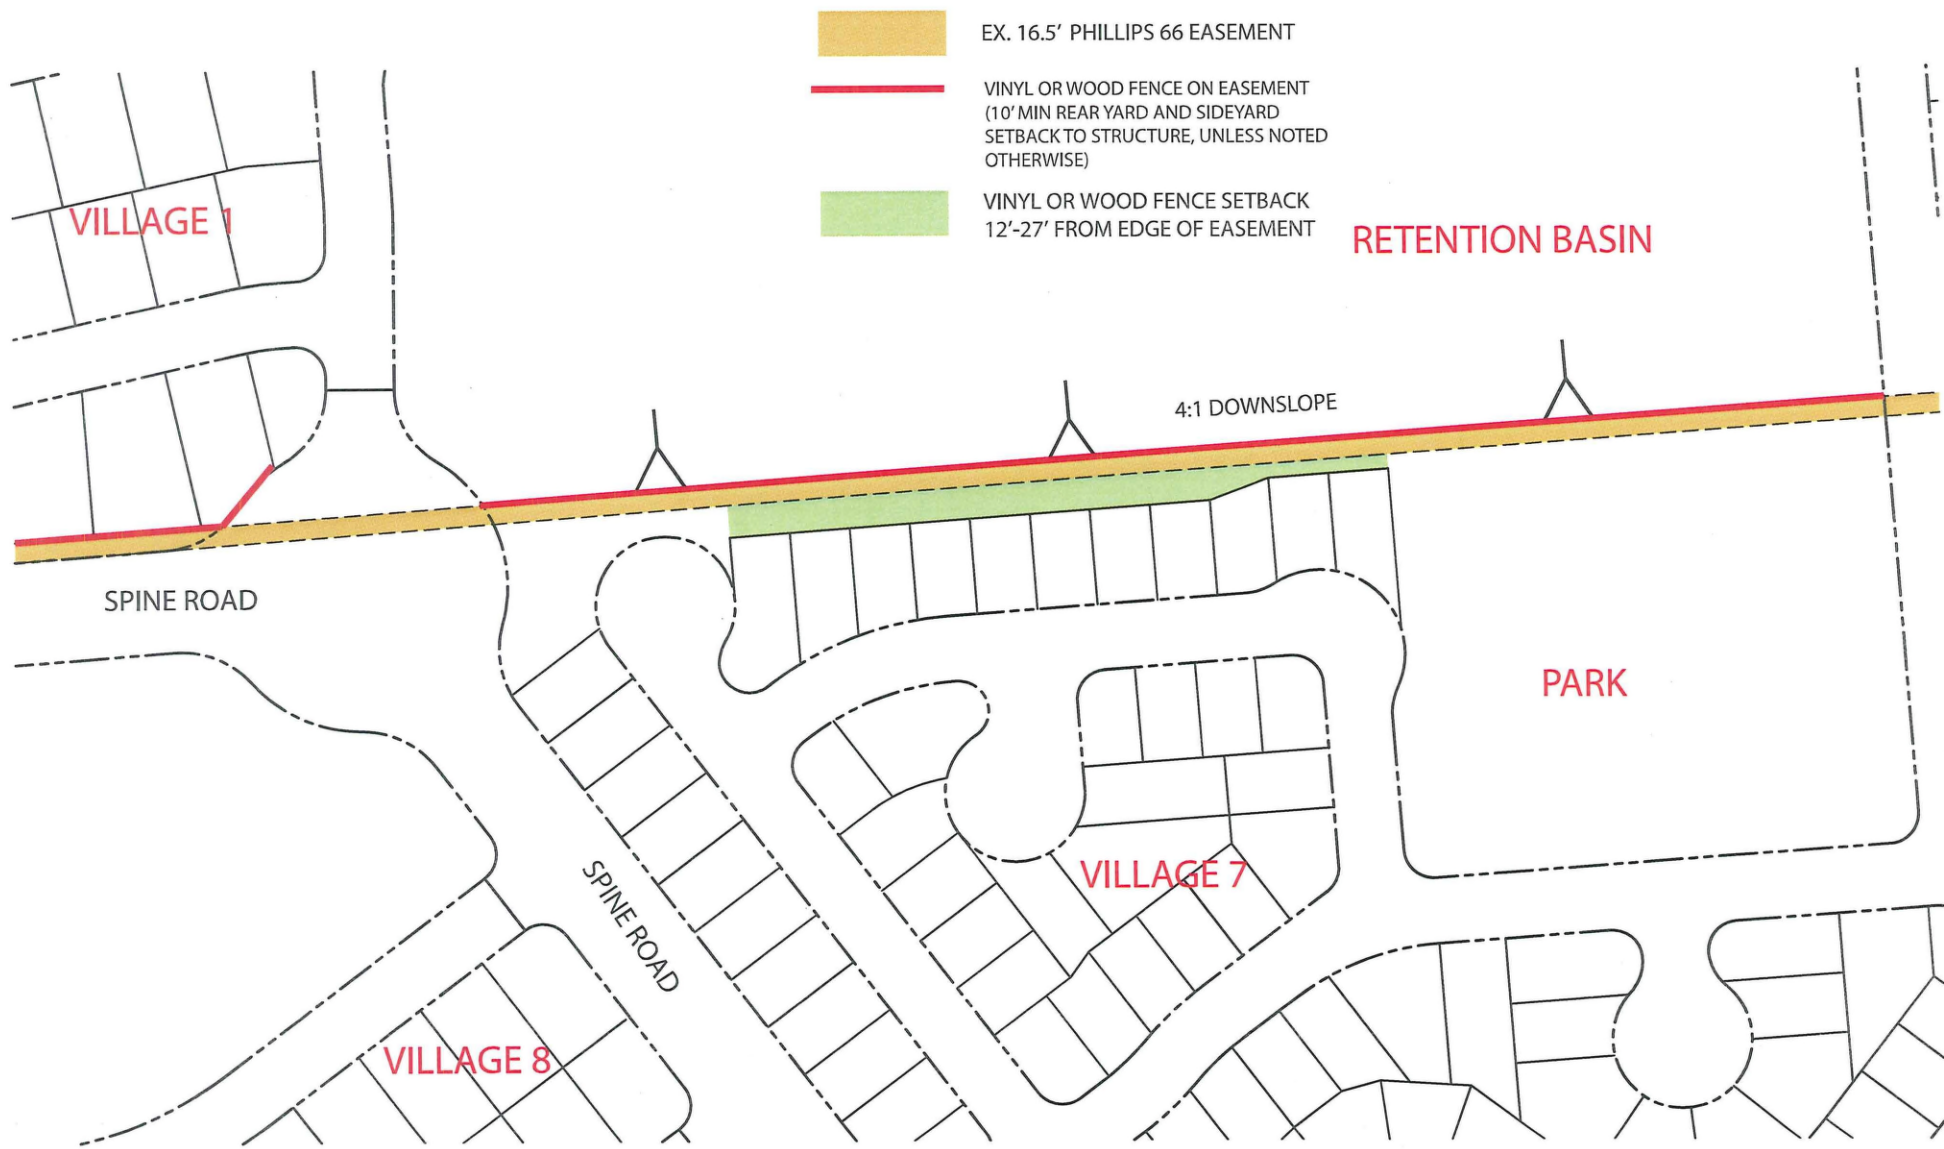 EX. 16.5' PHILLIPS 66 EASEMENT
VINYL OR WOOD FENCE ON EASEMENT
(10' MIN REAR YARD AND SIDEYARD
SETBACK TO STRUCTURE, UNLESS NOTED
OTHERWISE)
VINYL OR WOOD FENCE SETBACK
12'-27' FROM EDGE OF EASEMENT
VILLAGE 1
RETENTION BASIN
4:1 DOWNSLOPE
SPINE ROAD
PARK
VILLAGE 7
SPINE ROAD
VILLAGE 8